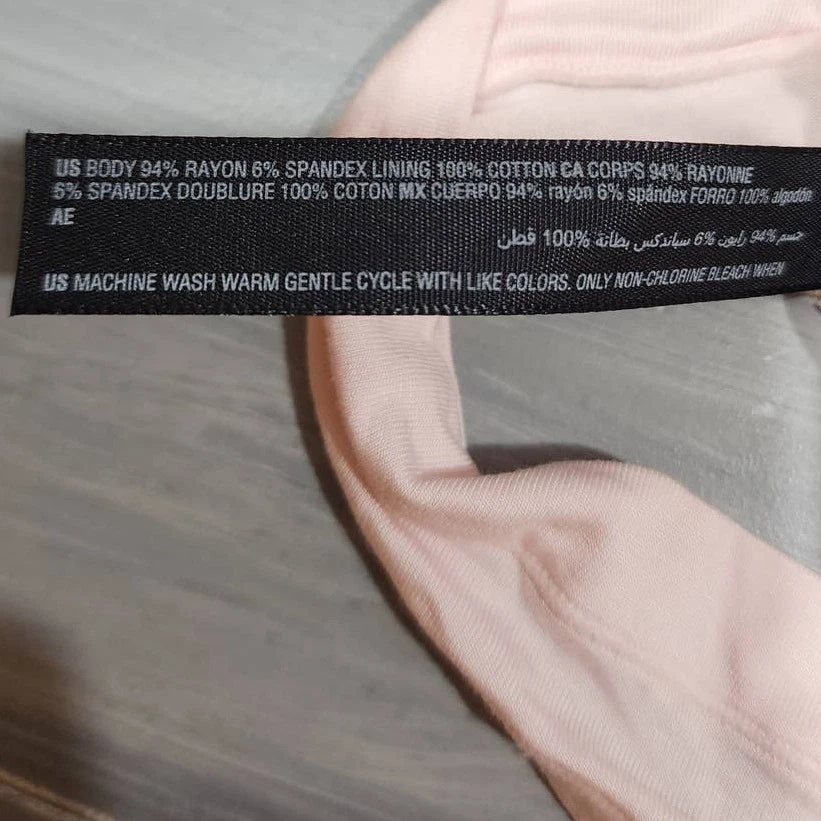 US BODY 94% RAYON 6% SPANDEX LINING 100% COTTON CA CORPS 94% RAYONNE
6% SPANDEX DOUBLURE 100% COTON MX CUERPO 94% rayón 6% spandex FORRO 100% algodón
AE
جسم 94% رايون 6% سباندكس بطانة 100% قطن
US MACHINE WASH WARM GENTLE CYCLE WITH LIKE COLORS. ONLY NON-CHLORINE BLEACH WHEN